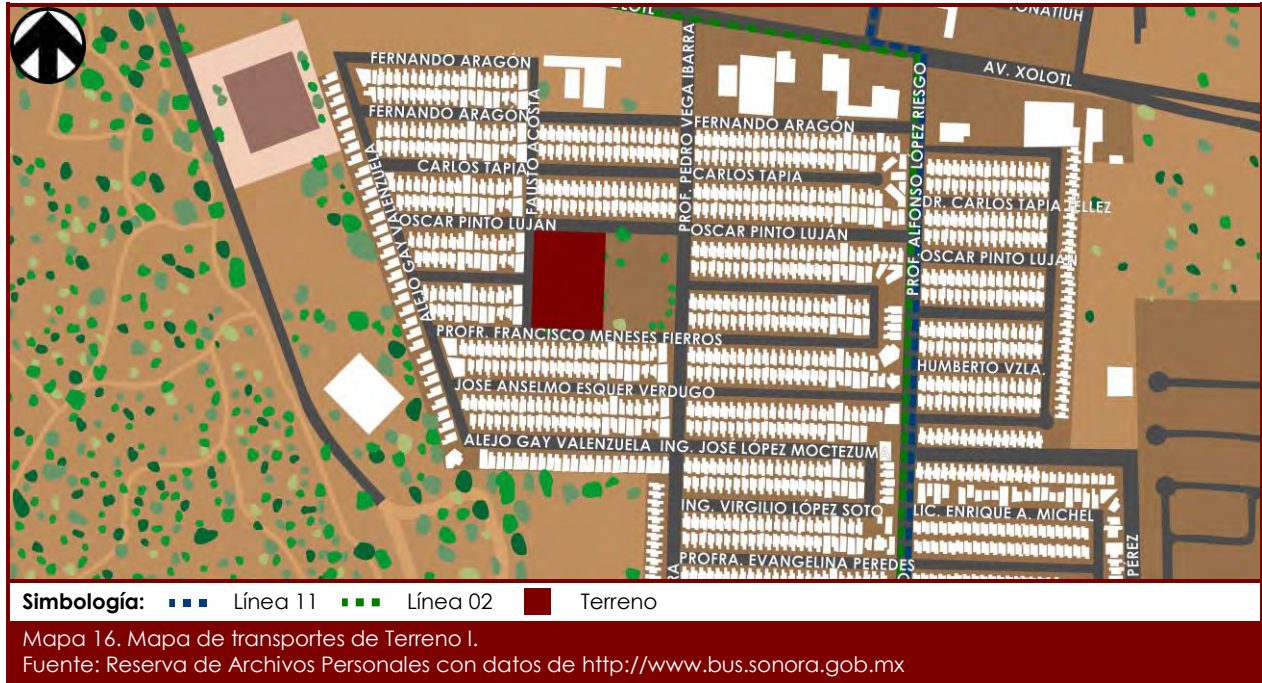 OLOTL
TONATIUH
AV. XOLOTL
FERNANDO ARAGÓN
FERNANDO ARAGÓN
FERNANDO ARAGÓN
FAUSTO ACOSTA
PROF. PEDRO VEGA IBARRA
PROF. ALFONSO LÓPEZ RIESGO
ALEJO GAY VALENZUELA
CARLOS TAPIA
CARLOS TAPIA
DR. CARLOS TAPIA TELLEZ
OSCAR PINTO LUJÁN
OSCAR PINTO LUJÁN
OSCAR PINTO LUJÁN
PROFR. FRANCISCO MENESES FIERROS
HUMBERTO VZLA.
JOSÉ ANSELMO ESQUER VERDUGO
ALEJO GAY VALENZUELA
ING. JOSÉ LÓPEZ MOCTEZUM
ING. VIRGILIO LÓPEZ SOTO
LIC. ENRIQUE A. MICHEL
PROFRA. EVANGELINA PEREDES
PEREZ
RA
Simbología: Línea 11 Línea 02 Terreno
Mapa 16. Mapa de transportes de Terreno I.
Fuente: Reserva de Archivos Personales con datos de http://www.bus.sonora.gob.mx